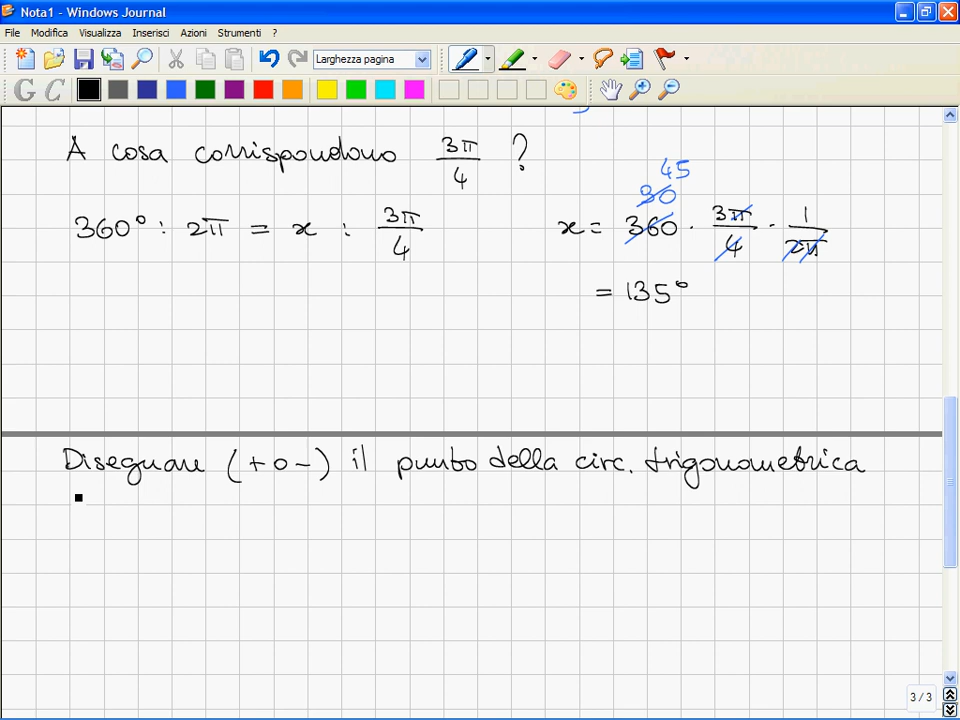 Nota1 - Windows Journal
File Modifica Visualizza Inserisci Azioni Strumenti ?
Larghezza pagina
G C
A cosa corrispondono 3π/4 ?
45
90
360° : 2π = x : 3π/4 x = 360 · 3π/4 · 1/2π
= 135°
Disegnare (+ o -) il punto della circ. trigonometrica
3 / 3